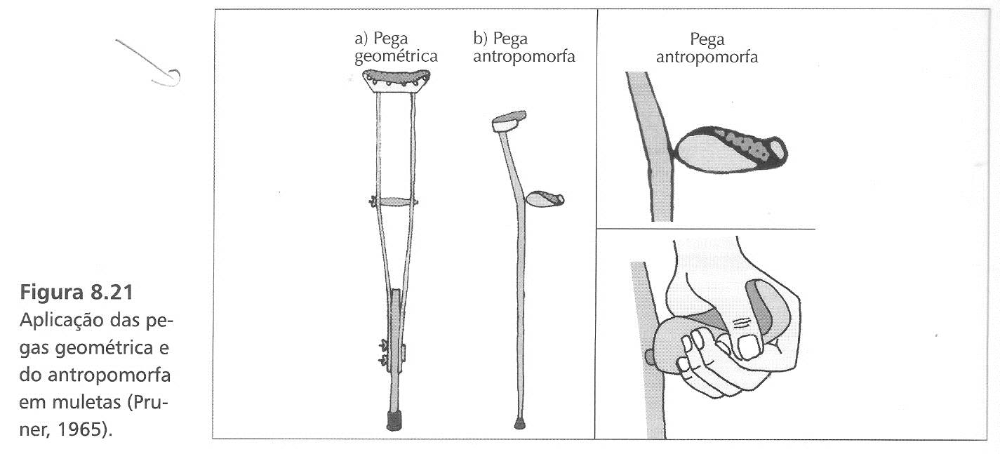 a) Pega
geométrica
b) Pega
antropomorfa
Pega
antropomorfa
Figura 8.21
Aplicação das pe-
gas geométrica e
do antropomorfa
em muletas (Pru-
ner, 1965).